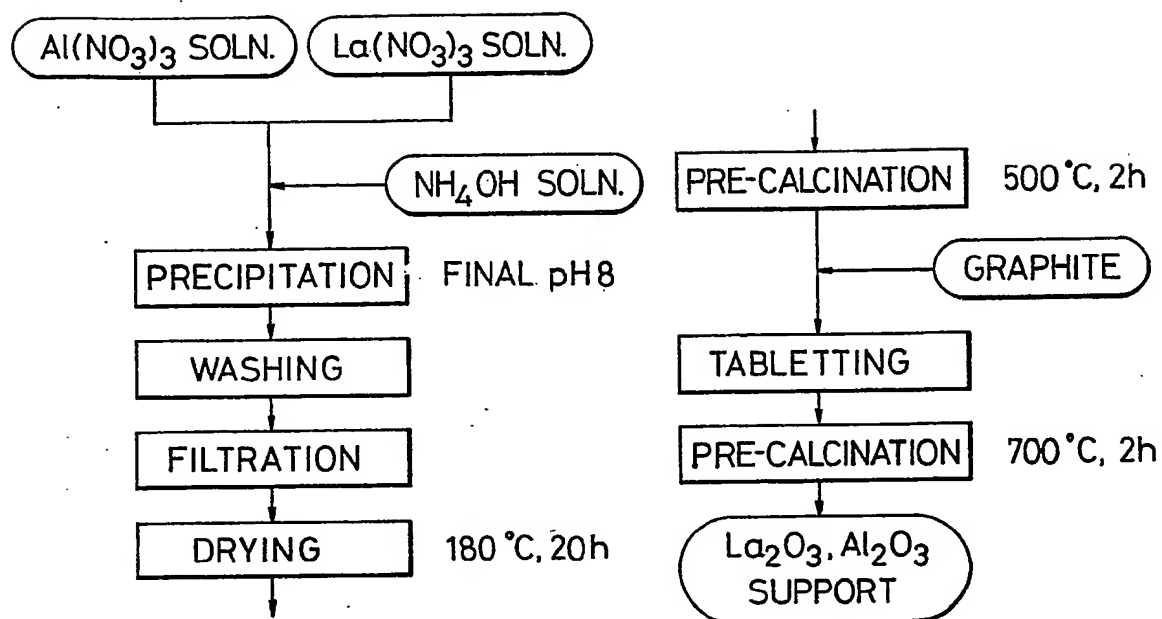 Al(NO₃)₃ SOLN.
La(NO₃)₃ SOLN.
NH₄OH SOLN.
PRECIPITATION
FINAL pH8
WASHING
FILTRATION
DRYING
180°C, 20h
PRE-CALCINATION
500°C, 2h
GRAPHITE
TABLETTING
PRE-CALCINATION
700°C, 2h
La₂O₃, Al₂O₃
SUPPORT